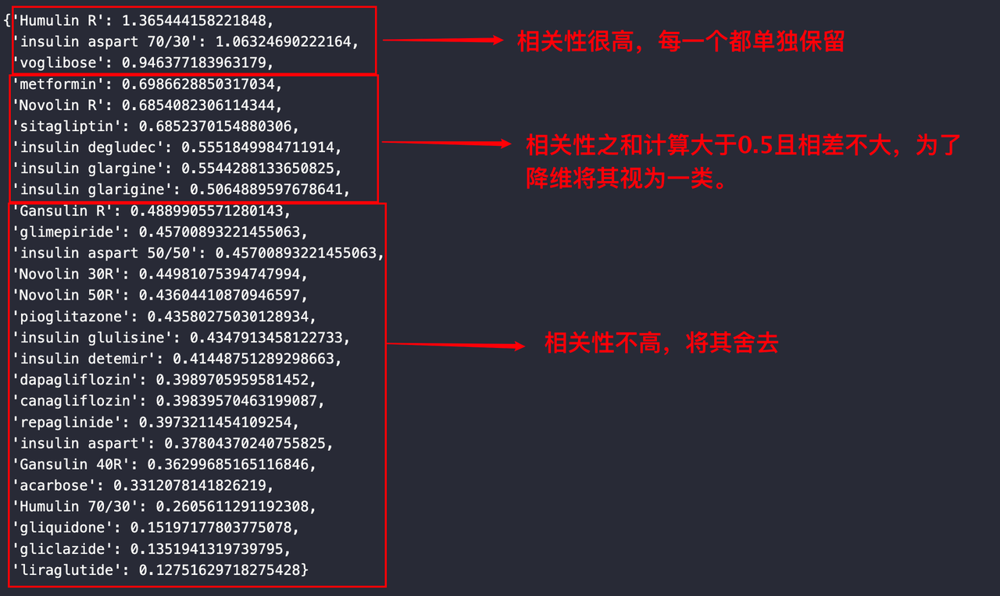 {'Humulin R': 1.365444158221848,
'insulin aspart 70/30': 1.06324690222164,
相关性很高，每一个都单独保留
'voglibose': 0.946377183963179,
'metformin': 0.6986628850317034,
'Novolin R': 0.6854082306114344,
'sitagliptin': 0.6852370154880306,
'insulin degludec': 0.5551849984711914,
'insulin glargine': 0.5544288133650825,
'insulin glarigine': 0.5064889597678641,
相关性之和计算大于0.5且相差不大，为了
降维将其视为一类。
'Gansulin R': 0.4889905571280143,
'glimepiride': 0.45700893221455063,
'insulin aspart 50/50': 0.45700893221455063,
'Novolin 30R': 0.44981075394747994,
'Novolin 50R': 0.43604410870946597,
'pioglitazone': 0.43580275030128934,
'insulin glulisine': 0.4347913458122733,
'insulin detemir': 0.41448751289298663,
相关性不高，将其舍去
'dapagliflozin': 0.3989705959581452,
'canagliflozin': 0.39839570463199087,
'repaglinide': 0.3973211454109254,
'insulin aspart': 0.37804370240755825,
'Gansulin 40R': 0.36299685165116846,
'acarbose': 0.3312078141826219,
'Humulin 70/30': 0.2605611291192308,
'gliquidone': 0.15197177803775078,
'gliclazide': 0.1351941319739795,
'liraglutide': 0.12751629718275428}